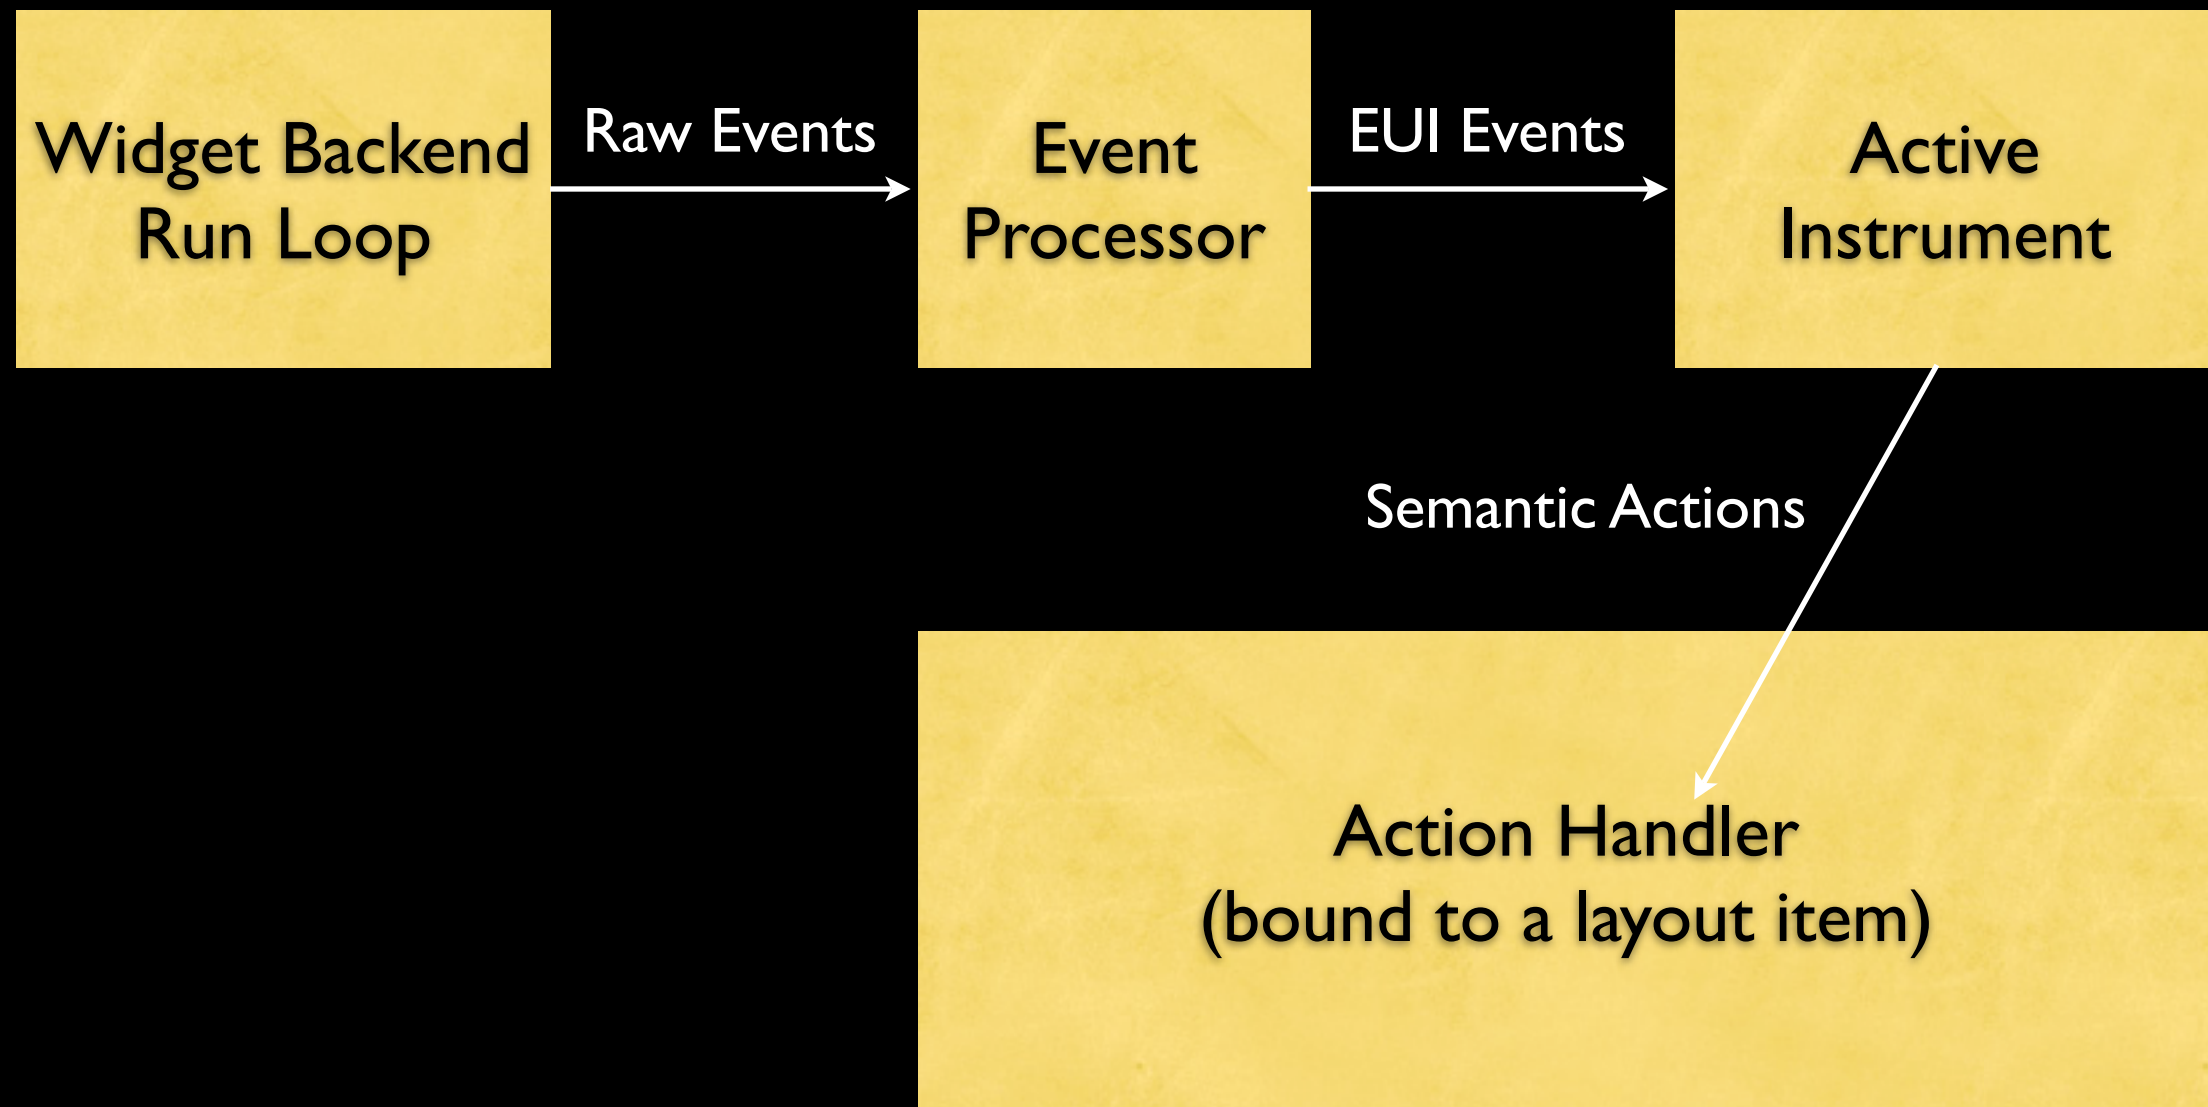 Widget Backend
Run Loop
Raw Events
Event
Processor
EUI Events
Active
Instrument
Semantic Actions
Action Handler
(bound to a layout item)